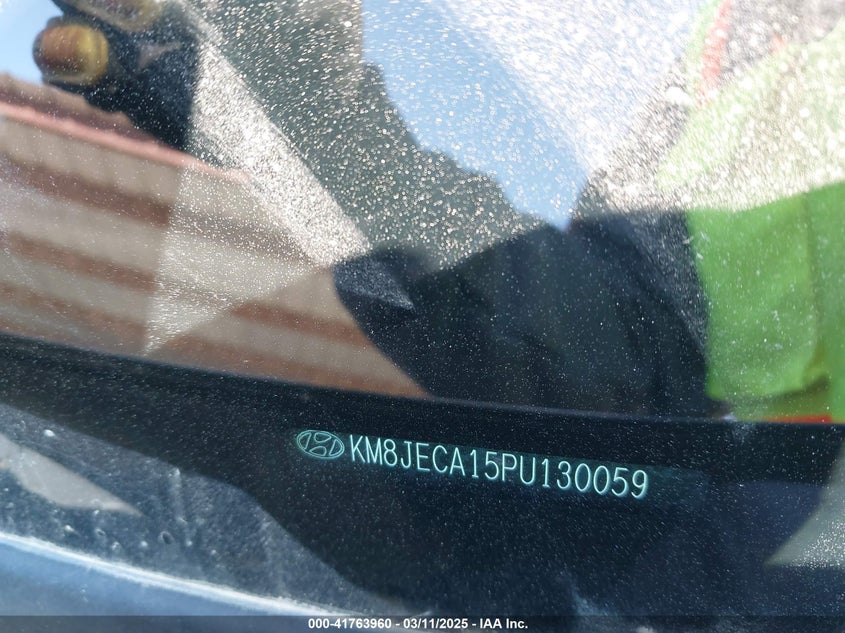 KM8JECA15PU130059
000-41763960 - 03/11/2025 - IAA, Inc.